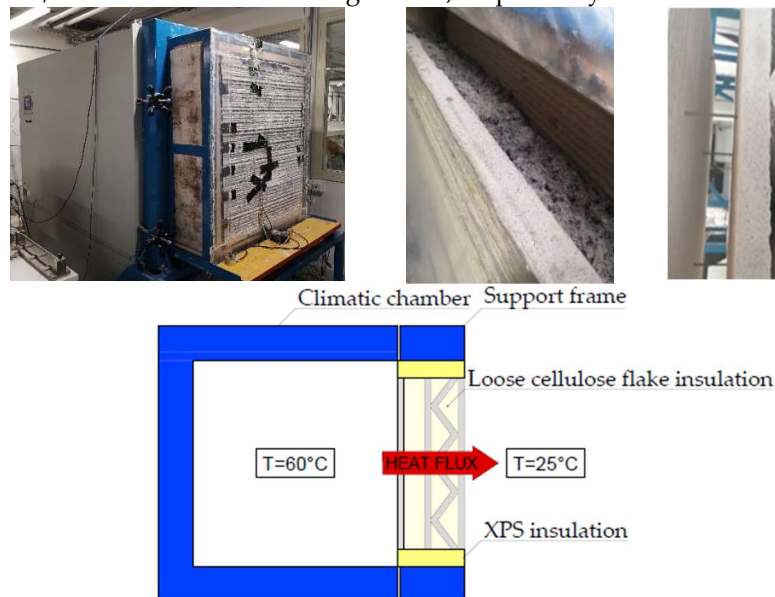 Climatic chamber
Support frame
Loose cellulose flake insulation
T=60°C
HEAT FLUX
T=25°C
XPS insulation